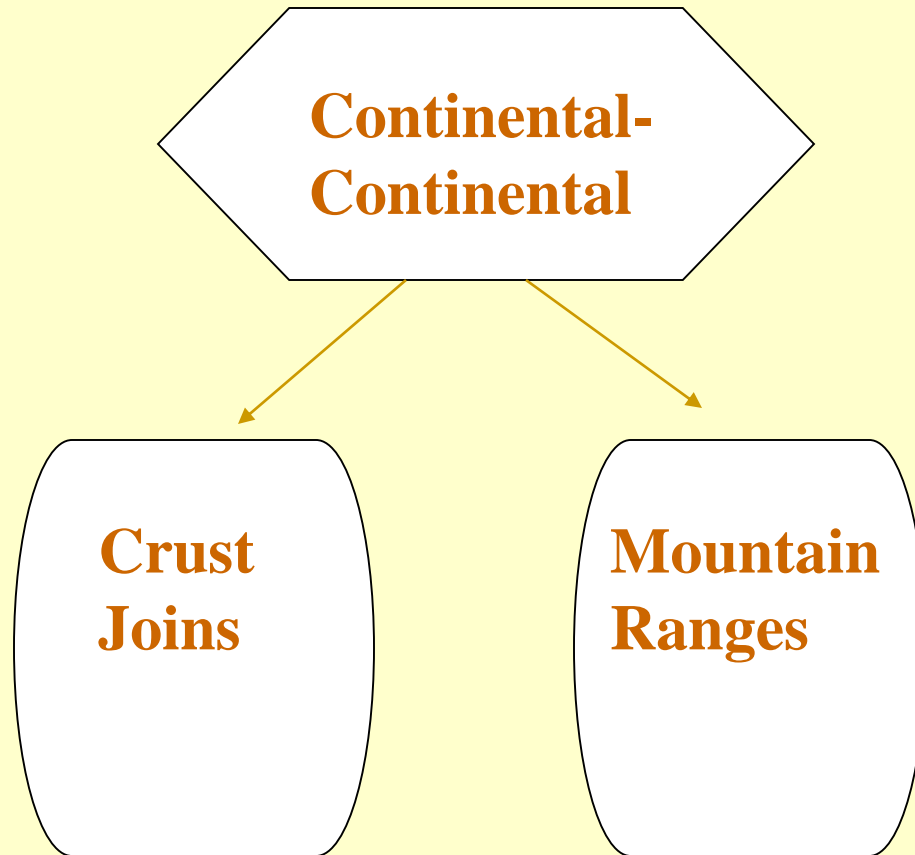 Continental-
Continental
Crust
Joins
Mountain
Ranges